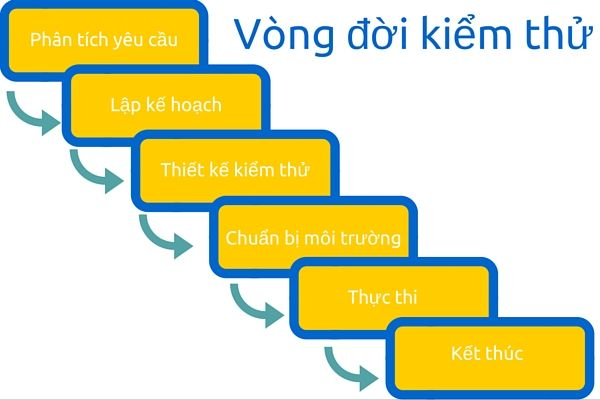 Vòng đời kiểm thử
Phân tích yêu cầu
Lập kế hoạch
Thiết kế kiểm thử
Chuẩn bị môi trường
Thực thi
Kết thúc